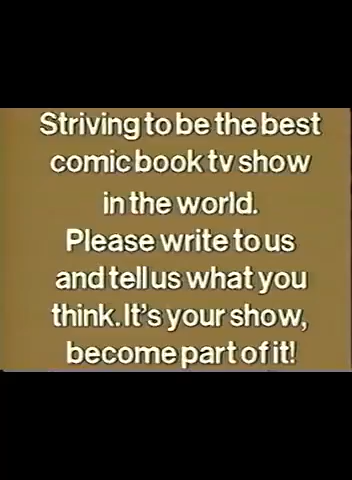 Striving to be the best
comic book tv show
in the world.
Please write to us
and tell us what you
think. It's your show,
become part of it!